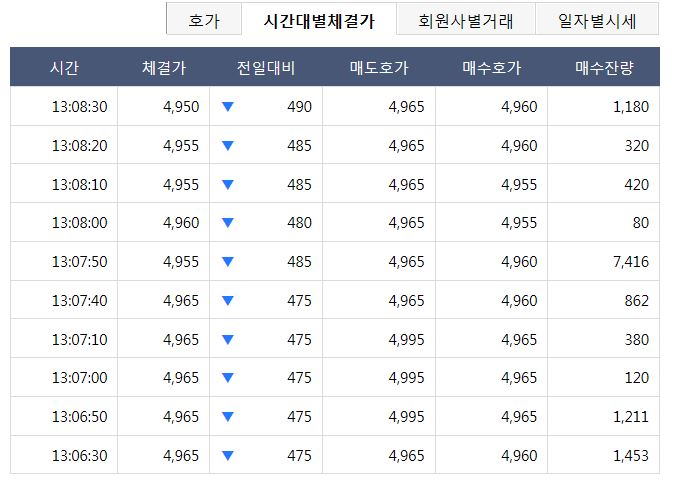 호가 시간대별체결가 회원사별거래 일자별시세
시간 체결가 전일대비 매도호가 매수호가 매수잔량
13:08:30 4,950 ▼ 490 4,965 4,960 1,180
13:08:20 4,955 ▼ 485 4,965 4,960 320
13:08:10 4,955 ▼ 485 4,965 4,955 420
13:08:00 4,960 ▼ 480 4,965 4,955 80
13:07:50 4,955 ▼ 485 4,965 4,960 7,416
13:07:40 4,965 ▼ 475 4,965 4,960 862
13:07:10 4,965 ▼ 475 4,995 4,965 380
13:07:00 4,965 ▼ 475 4,995 4,965 120
13:06:50 4,965 ▼ 475 4,995 4,965 1,211
13:06:30 4,965 ▼ 475 4,965 4,960 1,453